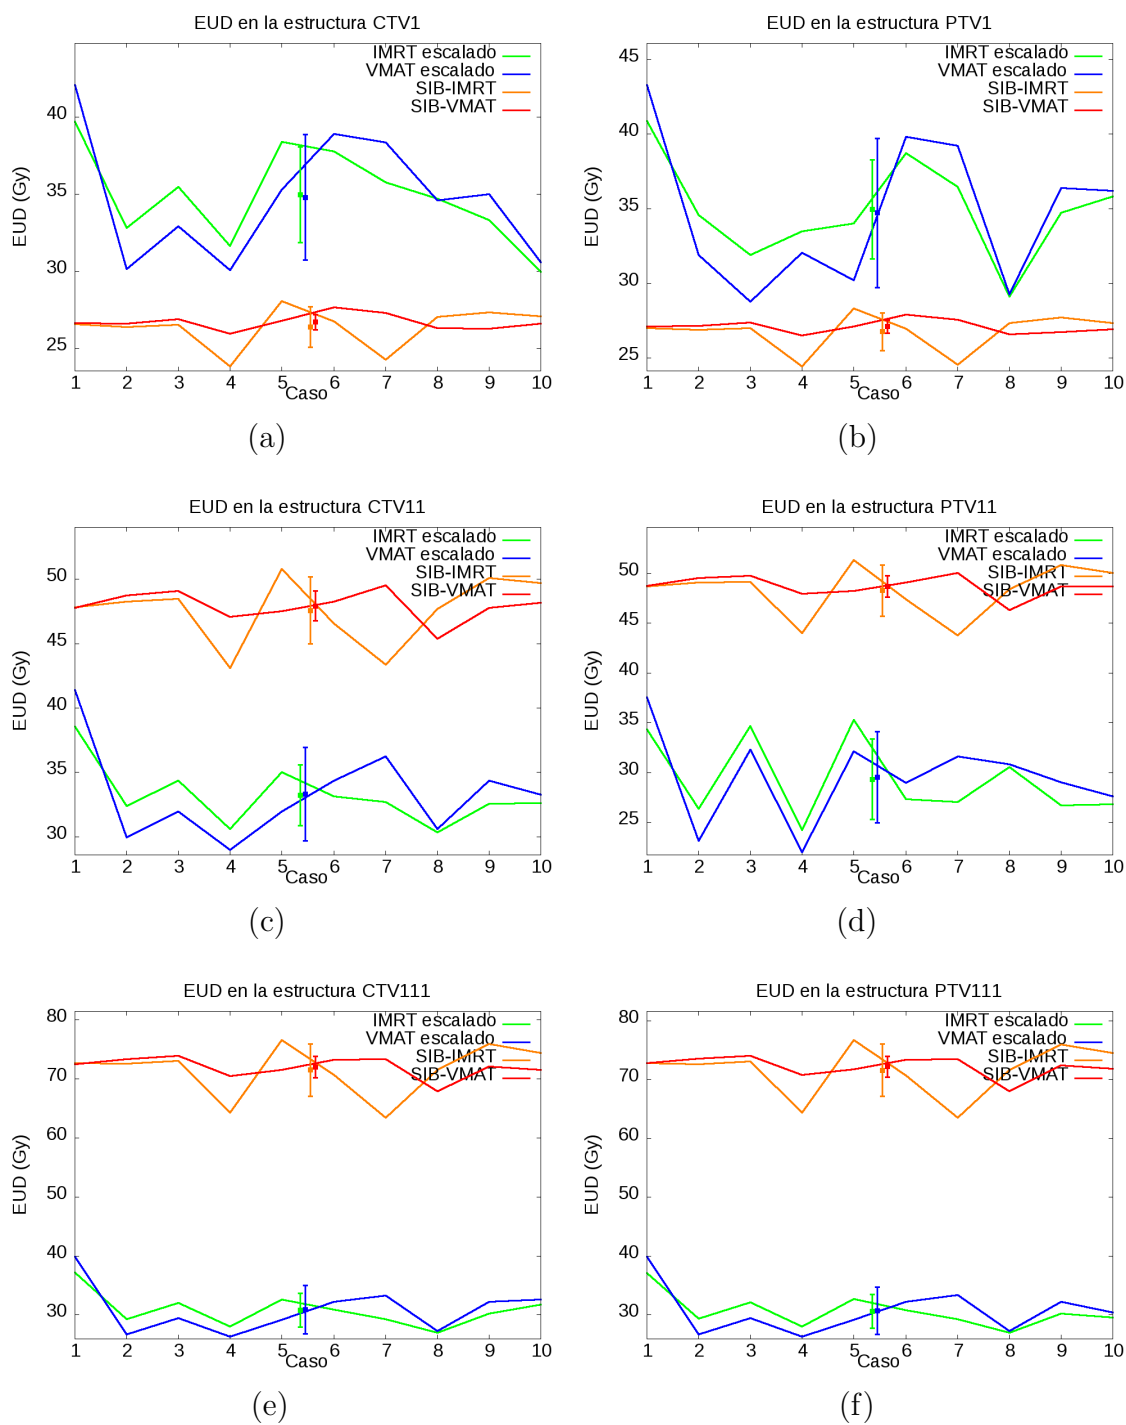 EUD en la estructura CTV1
EUD (Gy)
40
35
30
25
IMRT escalado
VMAT escalado
SIB-IMRT
SIB-VMAT
1 2 3 4 5 6 7 8 9 10
Caso
(a)
EUD en la estructura PTV1
EUD (Gy)
45
40
35
30
25
IMRT escalado
VMAT escalado
SIB-IMRT
SIB-VMAT
1 2 3 4 5 6 7 8 9 10
Caso
(b)
EUD en la estructura CTV11
EUD (Gy)
50
45
40
35
30
IMRT escalado
VMAT escalado
SIB-IMRT
SIB-VMAT
1 2 3 4 5 6 7 8 9 10
Caso
(c)
EUD en la estructura PTV11
EUD (Gy)
50
45
40
35
30
25
IMRT escalado
VMAT escalado
SIB-IMRT
SIB-VMAT
1 2 3 4 5 6 7 8 9 10
Caso
(d)
EUD en la estructura CTV111
EUD (Gy)
80
70
60
50
40
30
IMRT escalado
VMAT escalado
SIB-IMRT
SIB-VMAT
1 2 3 4 5 6 7 8 9 10
Caso
(e)
EUD en la estructura PTV111
EUD (Gy)
80
70
60
50
40
30
IMRT escalado
VMAT escalado
SIB-IMRT
SIB-VMAT
1 2 3 4 5 6 7 8 9 10
Caso
(f)